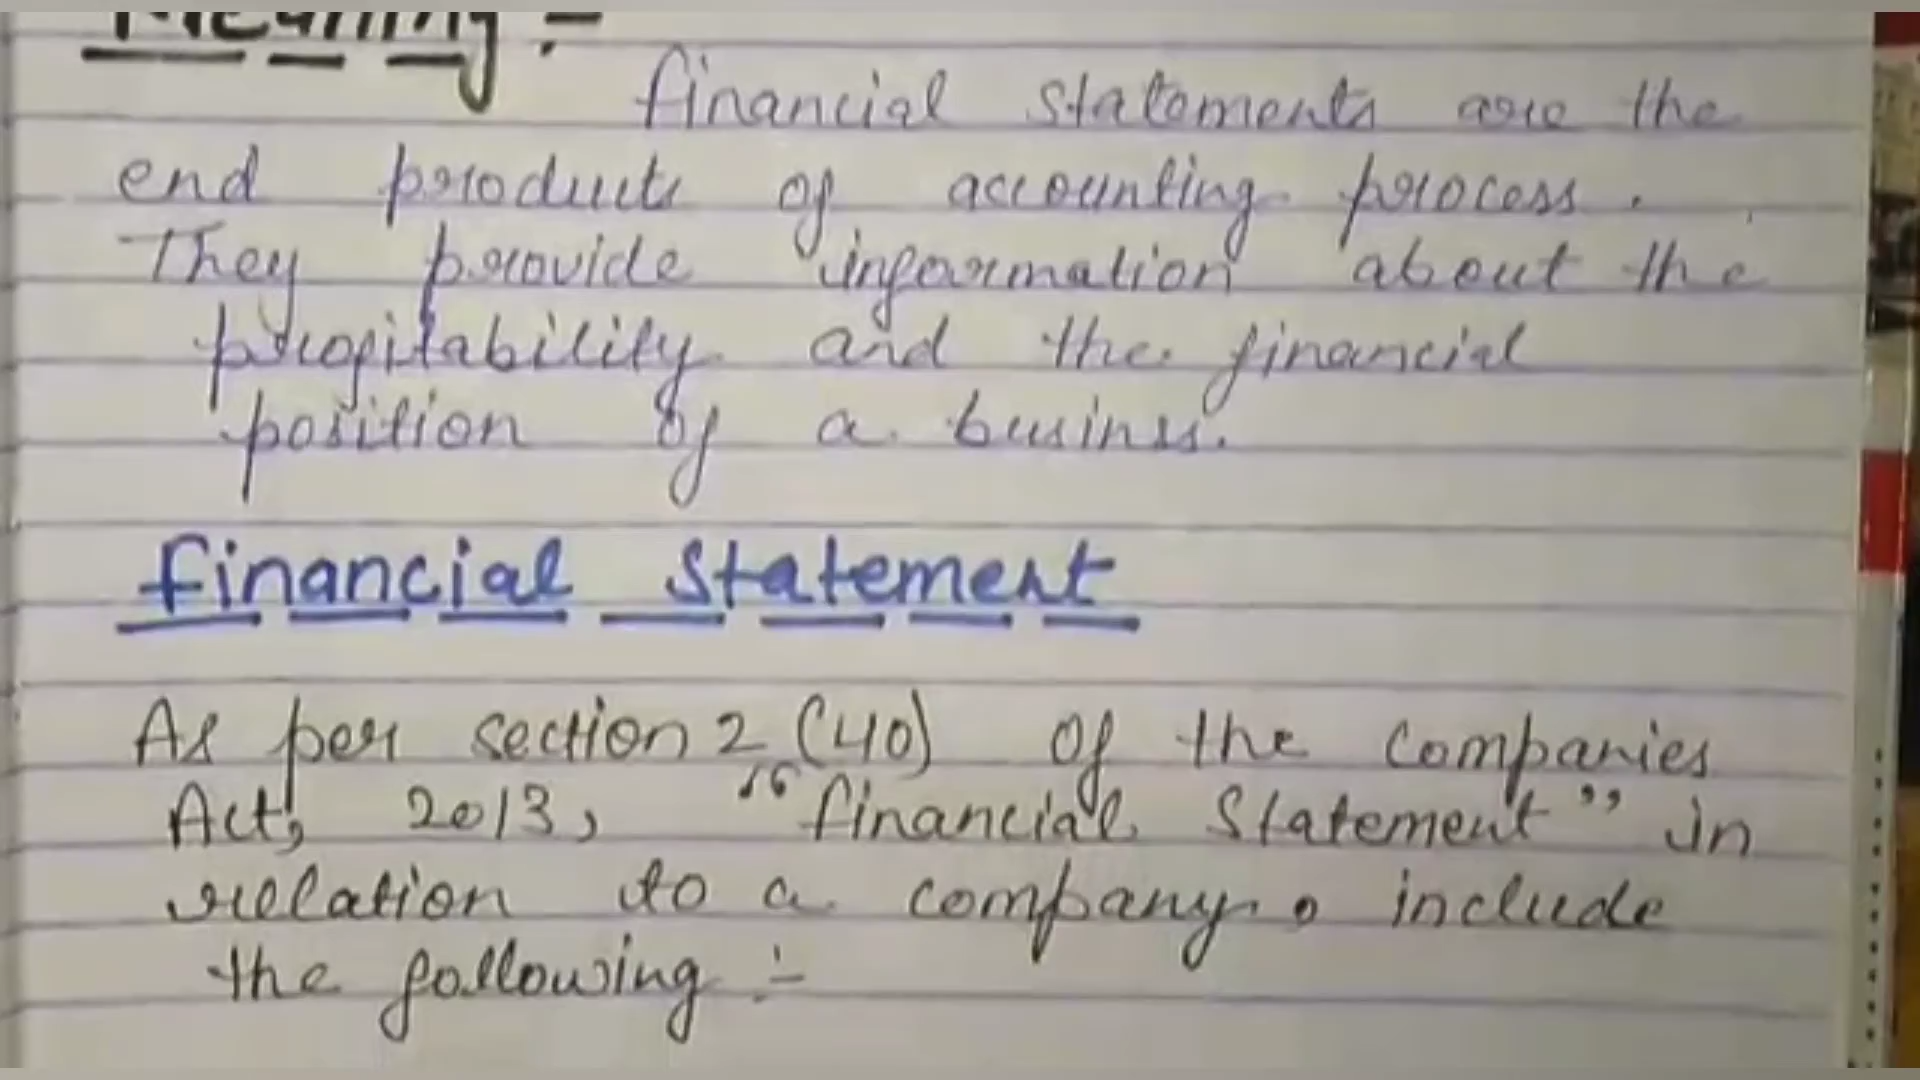 Meaning :-
Financial statements are the
end products of accounting process.
They provide information about the
profitability and the financial
position of a business.
Financial Statement
As per section 2 (40) of the Companies
Act, 2013, "Financial Statement" in
relation to a company, include
the following :-